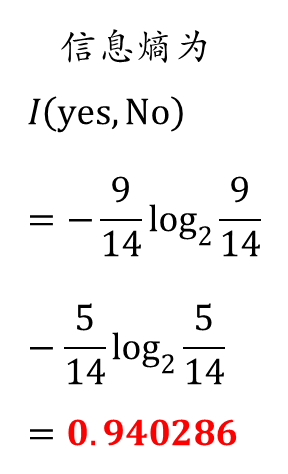 信息熵为
I(yes,No)
= − 9/14 log₂ 9/14
− 5/14 log₂ 5/14
= 0.940286